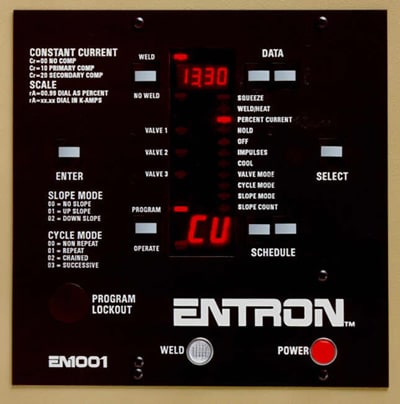 CONSTANT CURRENT
Cr=00 NO COMP
Cr=10 PRIMARY COMP
Cr=20 SECONDARY COMP
SCALE
rA=00.99 DIAL AS PERCENT
rA=xx.xx DIAL IN K-AMPS
WELD
NO WELD
13.30
DATA
SQUEEZE
WELD/HEAT
PERCENT CURRENT
HOLD
OFF
IMPULSES
COOL
VALVE MODE
CYCLE MODE
SLOPE MODE
SLOPE COUNT
VALVE 1
VALVE 2
VALVE 3
ENTER
SELECT
SLOPE MODE
00 = NO SLOPE
01 = UP SLOPE
02 = DOWN SLOPE
PROGRAM
OPERATE
CU
SCHEDULE
CYCLE MODE
00 = NON REPEAT
01 = REPEAT
02 = CHAINED
03 = SUCCESSIVE
PROGRAM
LOCKOUT
ENTRON™
EN1001
WELD
POWER